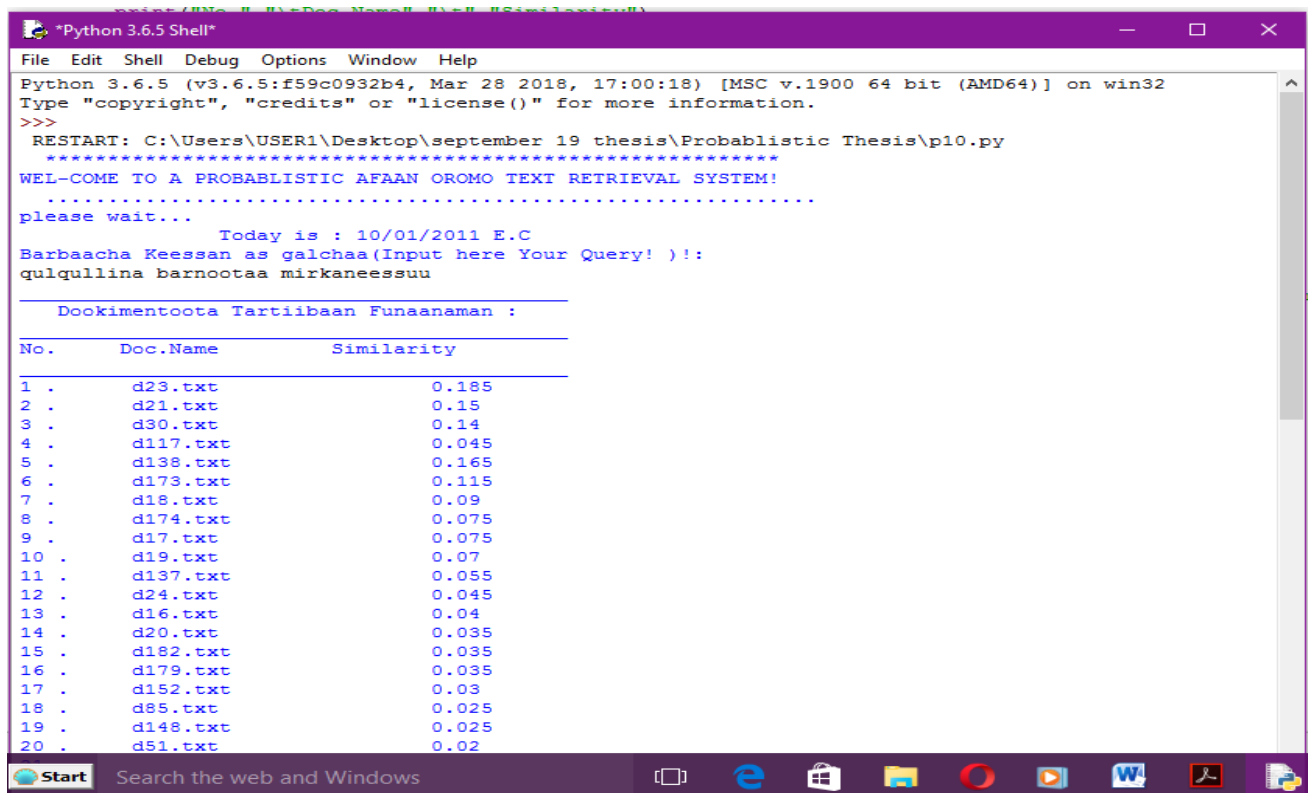 print("No.","\tDoc.Name","\t","Similarity")
*Python 3.6.5 Shell*
File Edit Shell Debug Options Window Help
Python 3.6.5 (v3.6.5:f59c0932b4, Mar 28 2018, 17:00:18) [MSC v.1900 64 bit (AMD64)] on win32
Type "copyright", "credits" or "license()" for more information.
>>>
RESTART: C:\Users\USER1\Desktop\september 19 thesis\Probablistic Thesis\p10.py
***********************************************************
WEL-COME TO A PROBABLISTIC AFAAN OROMO TEXT RETRIEVAL SYSTEM!
..............................................................
please wait...
Today is : 10/01/2011 E.C
Barbaacha Keessan as galchaa(Input here Your Query! )!:
qulqullina barnootaa mirkaneessuu
Dookimentoota Tartiibaan Funaanaman :
No. Doc.Name Similarity
1 . d23.txt 0.185
2 . d21.txt 0.15
3 . d30.txt 0.14
4 . d117.txt 0.045
5 . d138.txt 0.165
6 . d173.txt 0.115
7 . d18.txt 0.09
8 . d174.txt 0.075
9 . d17.txt 0.075
10 . d19.txt 0.07
11 . d137.txt 0.055
12 . d24.txt 0.045
13 . d16.txt 0.04
14 . d20.txt 0.035
15 . d182.txt 0.035
16 . d179.txt 0.035
17 . d152.txt 0.03
18 . d85.txt 0.025
19 . d148.txt 0.025
20 . d51.txt 0.02
Start Search the web and Windows